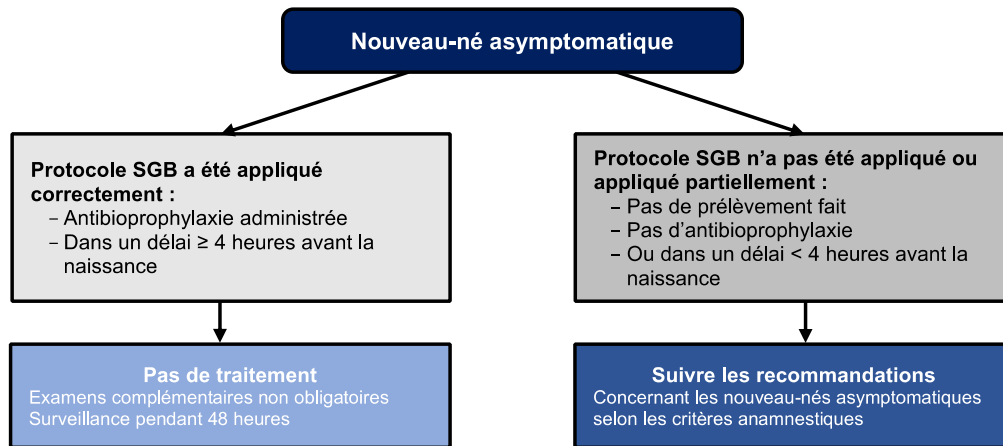 Nouveau-né asymptomatique
Protocole SGB a été appliqué
correctement :
– Antibioprophylaxie administrée
– Dans un délai ≥ 4 heures avant la
naissance
Protocole SGB n'a pas été appliqué ou
appliqué partiellement :
– Pas de prélèvement fait
– Pas d'antibioprophylaxie
– Ou dans un délai < 4 heures avant la
naissance
Pas de traitement
Examens complémentaires non obligatoires
Surveillance pendant 48 heures
Suivre les recommandations
Concernant les nouveau-nés asymptomatiques
selon les critères anamnestiques